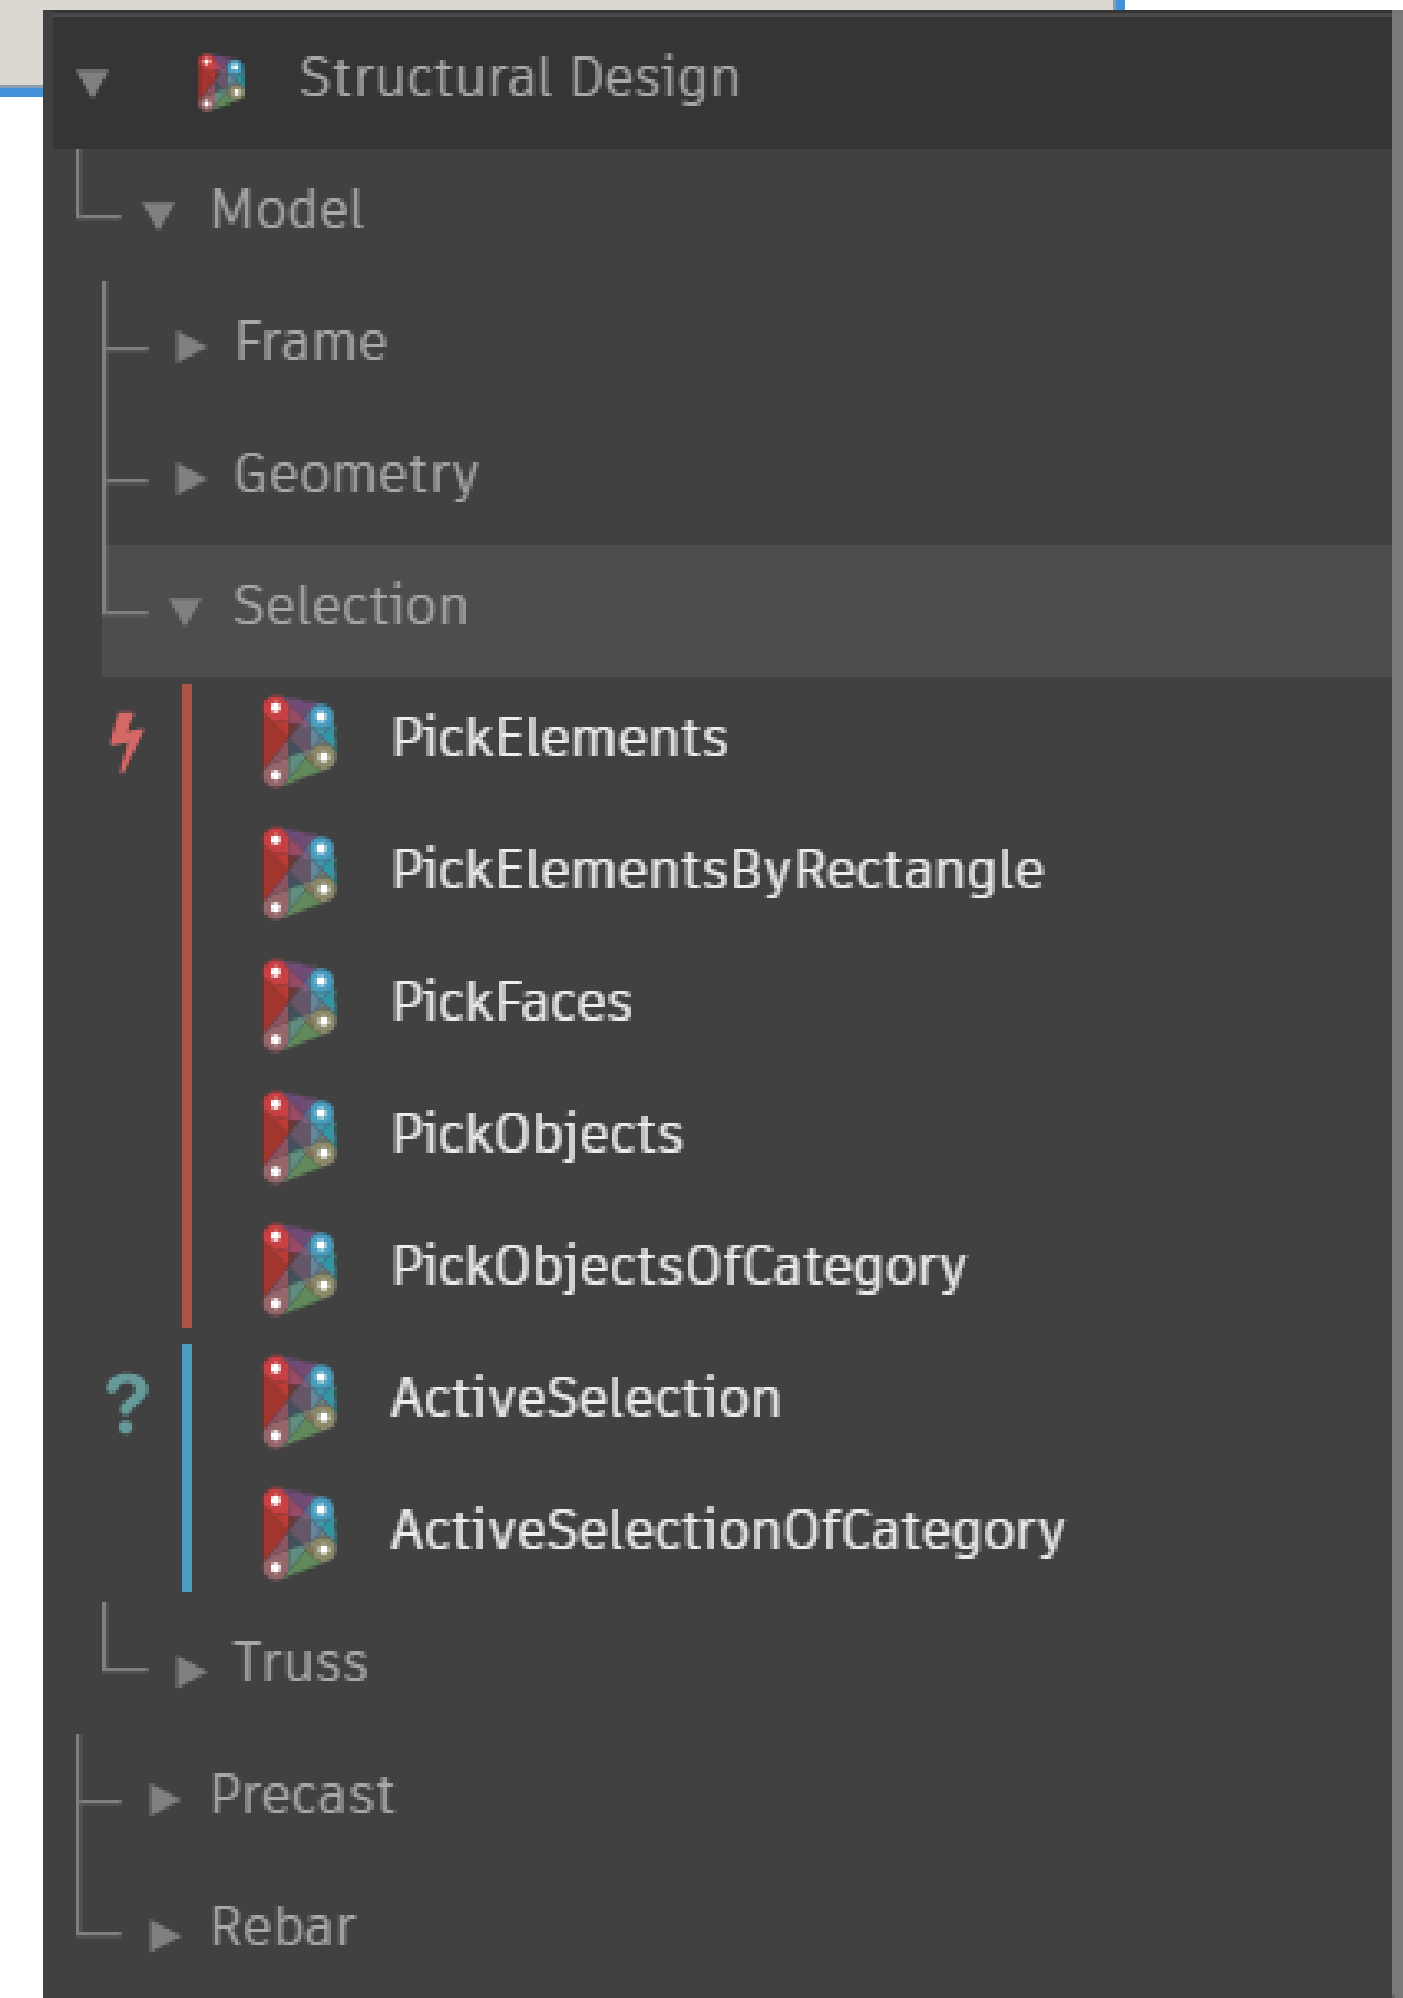 Structural Design
Model
Frame
Geometry
Selection
PickElements
PickElementsByRectangle
PickFaces
PickObjects
PickObjectsOfCategory
?
ActiveSelection
ActiveSelectionOfCategory
Truss
Precast
Rebar